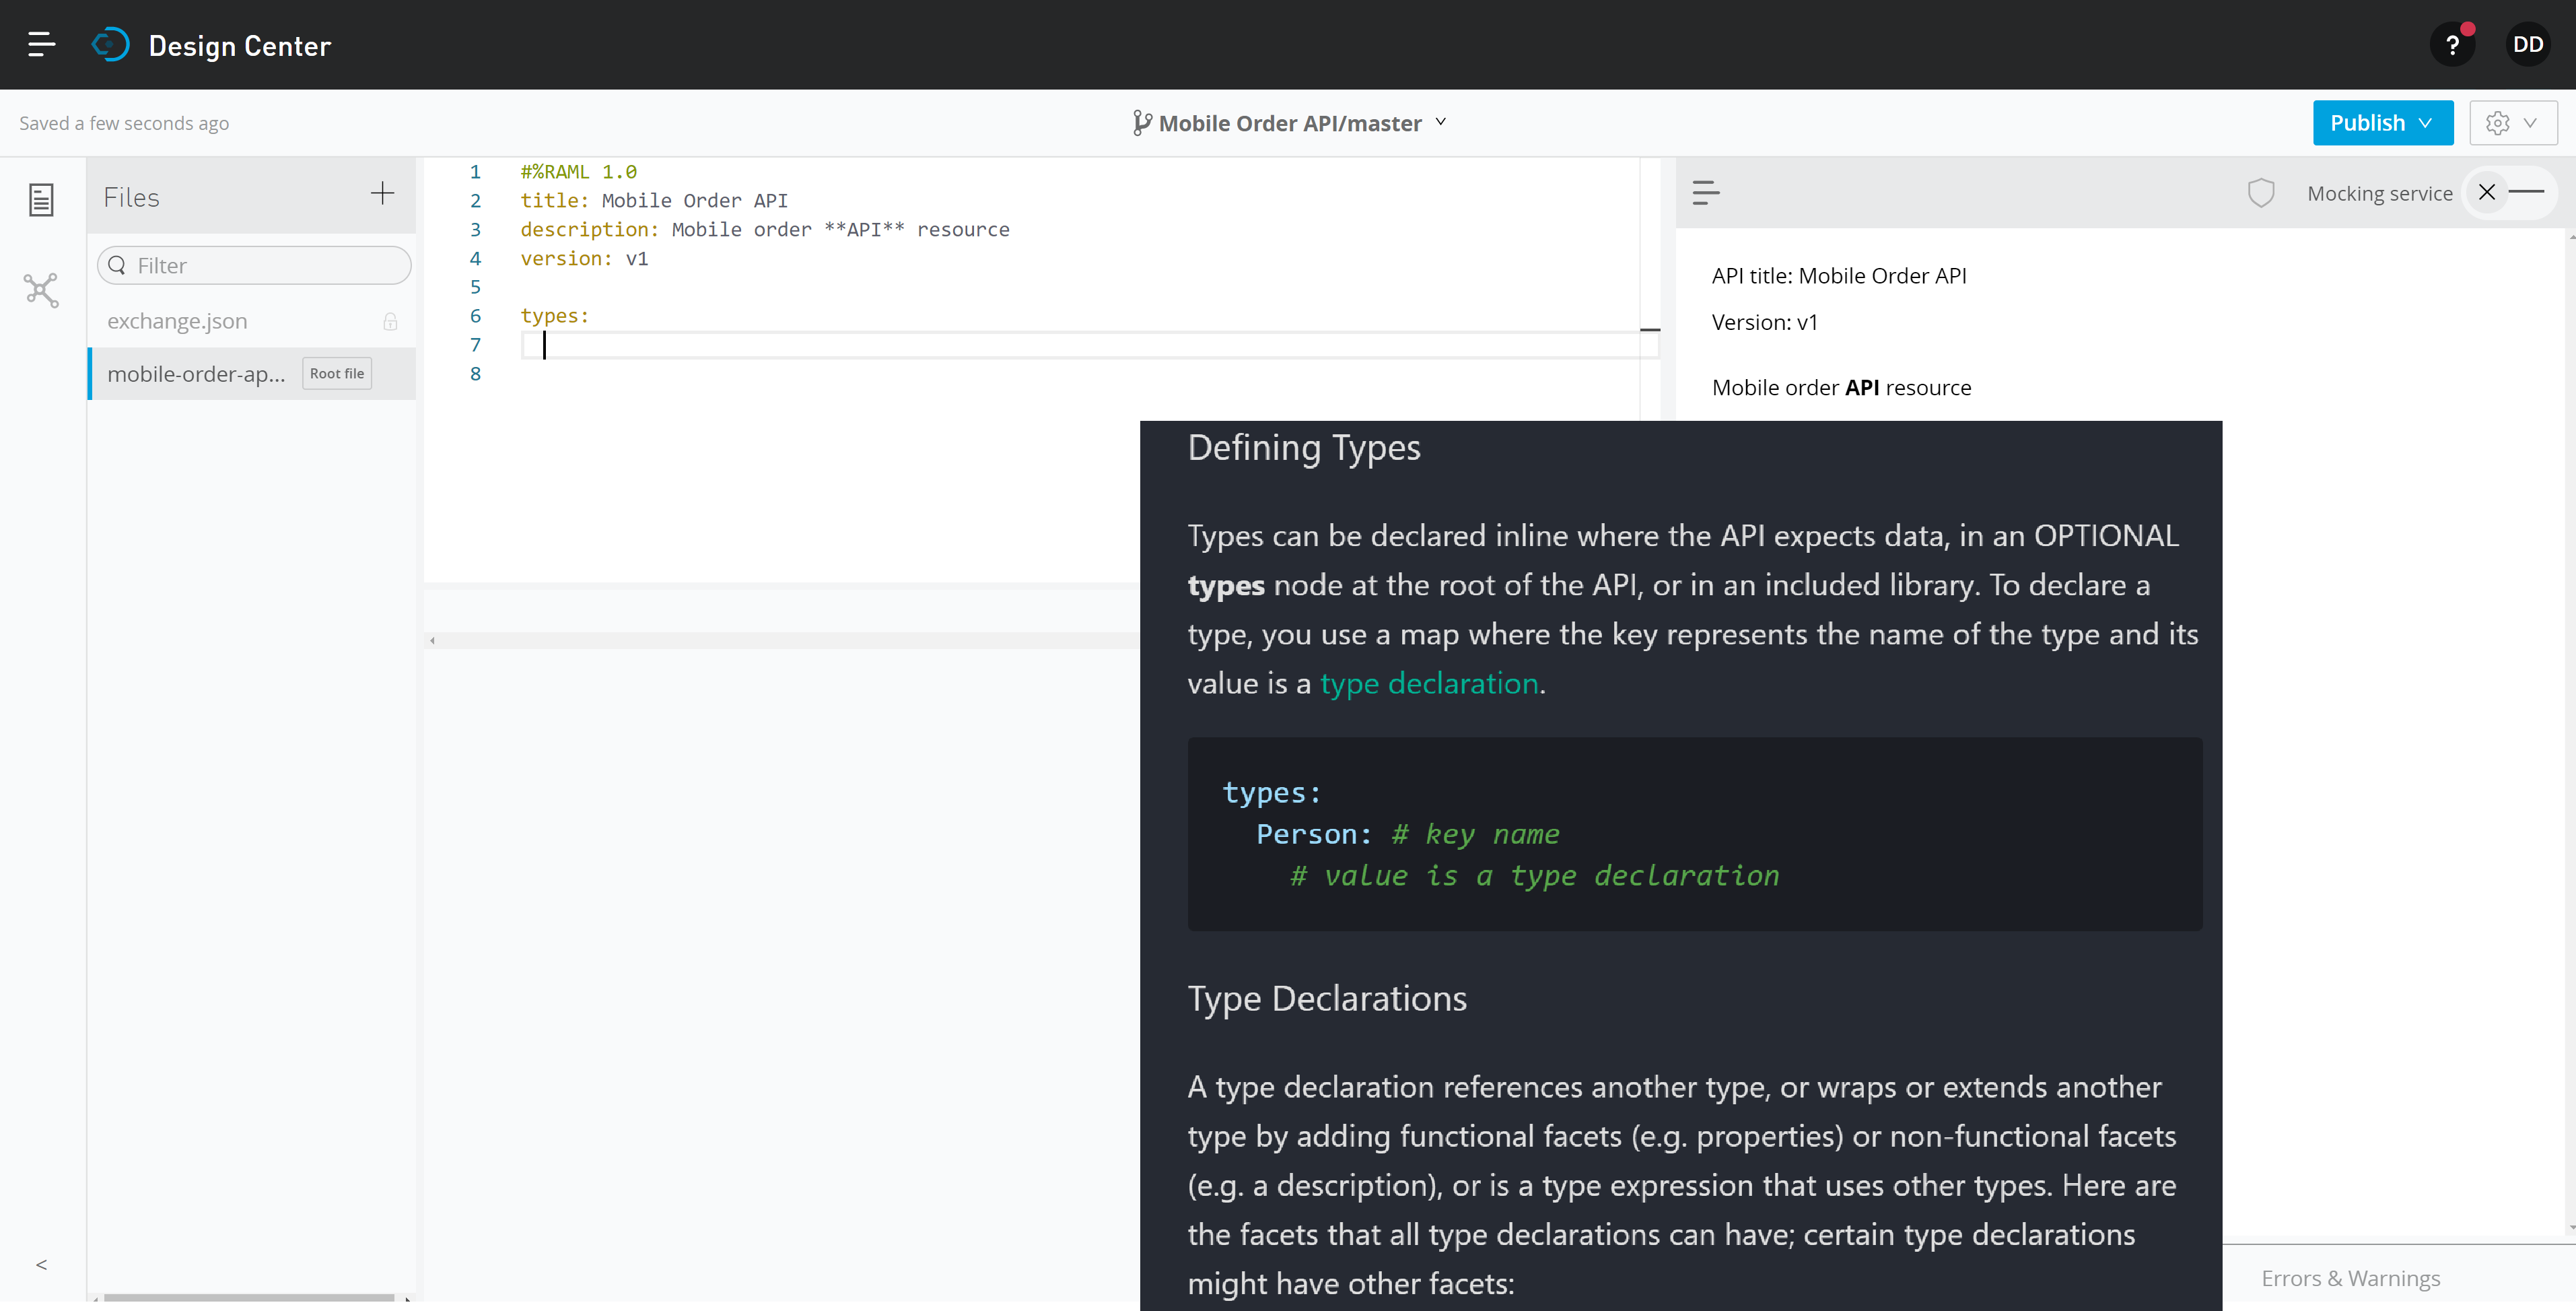 Design Center
?
DD
Saved a few seconds ago
Mobile Order API/master
Publish
Files
Filter
exchange.json
mobile-order-ap...
Root file
1 #%RAML 1.0
2 title: Mobile Order API
3 description: Mobile order **API** resource
4 version: v1
5
6 types:
7
8
Mocking service
API title: Mobile Order API
Version: v1
Mobile order API resource
Defining Types
Types can be declared inline where the API expects data, in an OPTIONAL
types node at the root of the API, or in an included library. To declare a
type, you use a map where the key represents the name of the type and its
value is a type declaration.
types:
Person: # key name
# value is a type declaration
Type Declarations
A type declaration references another type, or wraps or extends another
type by adding functional facets (e.g. properties) or non-functional facets
(e.g. a description), or is a type expression that uses other types. Here are
the facets that all type declarations can have; certain type declarations
might have other facets:
<
Errors & Warnings